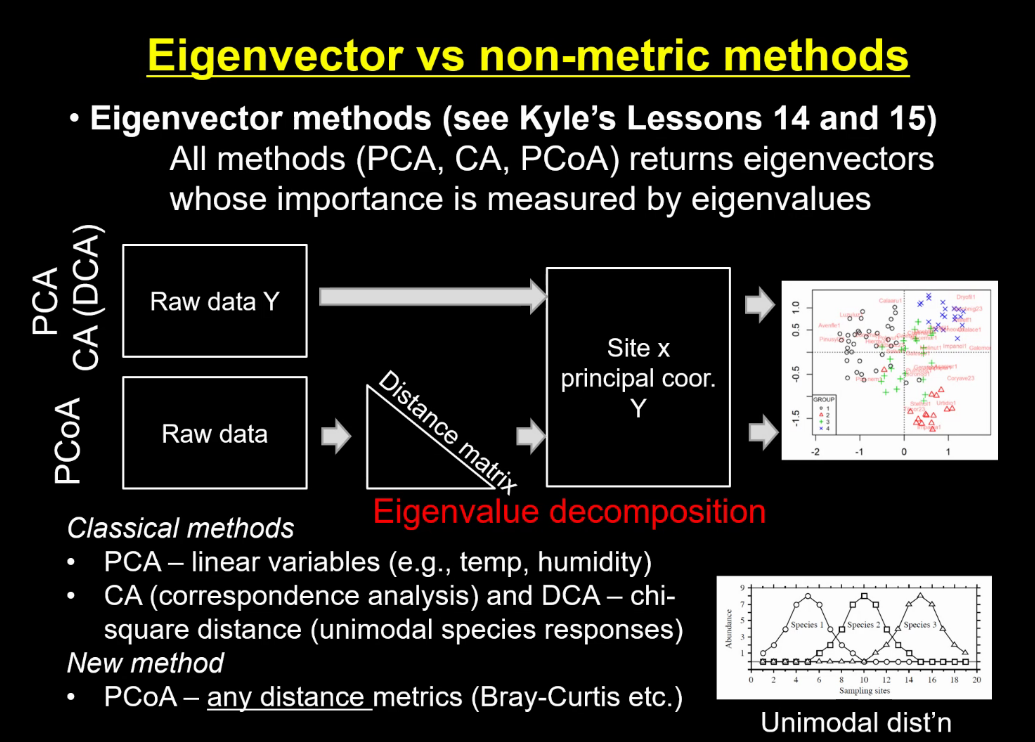 Eigenvector vs non-metric methods
• Eigenvector methods (see Kyle's Lessons 14 and 15)
All methods (PCA, CA, PCoA) returns eigenvectors
whose importance is measured by eigenvalues
PCA
CA (DCA)
Raw data Y
PCoA
Raw data
Distance matrix
Site x
principal coor.
Y
Eigenvalue decomposition
1.0
0.5
-0.5
-1.5
GROUP
1
2
3
4
-2 -1 0 1
Classical methods
• PCA – linear variables (e.g., temp, humidity)
• CA (correspondence analysis) and DCA – chi-
square distance (unimodal species responses)
New method
• PCoA – any distance metrics (Bray-Curtis etc.)
9
7
5
3
1
Abundance
Species 1 Species 2 Species 3
0 2 4 6 8 10 12 14 16 18 20
Sampling sites
Unimodal dist'n